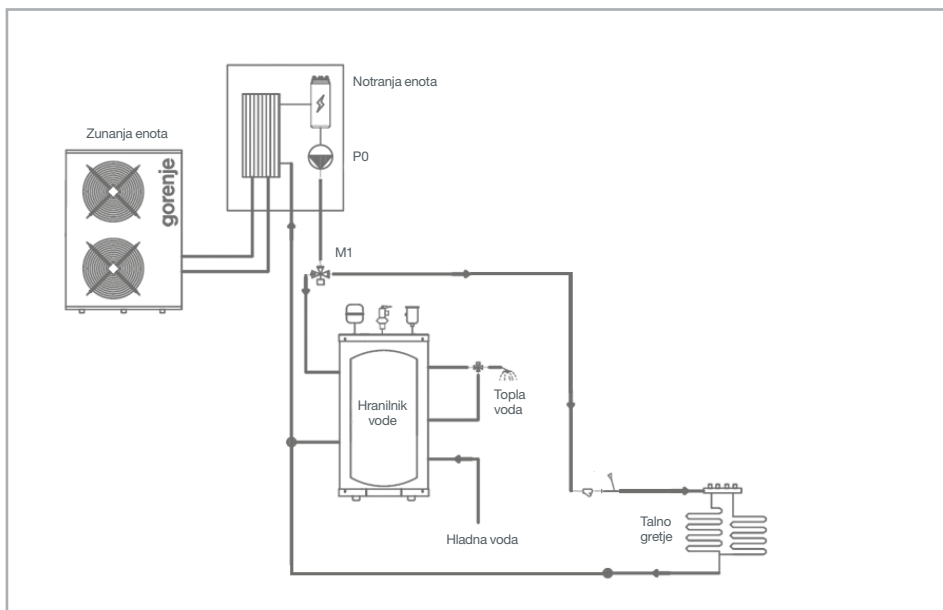 Notranja enota
Zunanja enota
gorenje
P0
M1
Hranilnik
vode
Topla
voda
Hladna voda
Talno
gretje